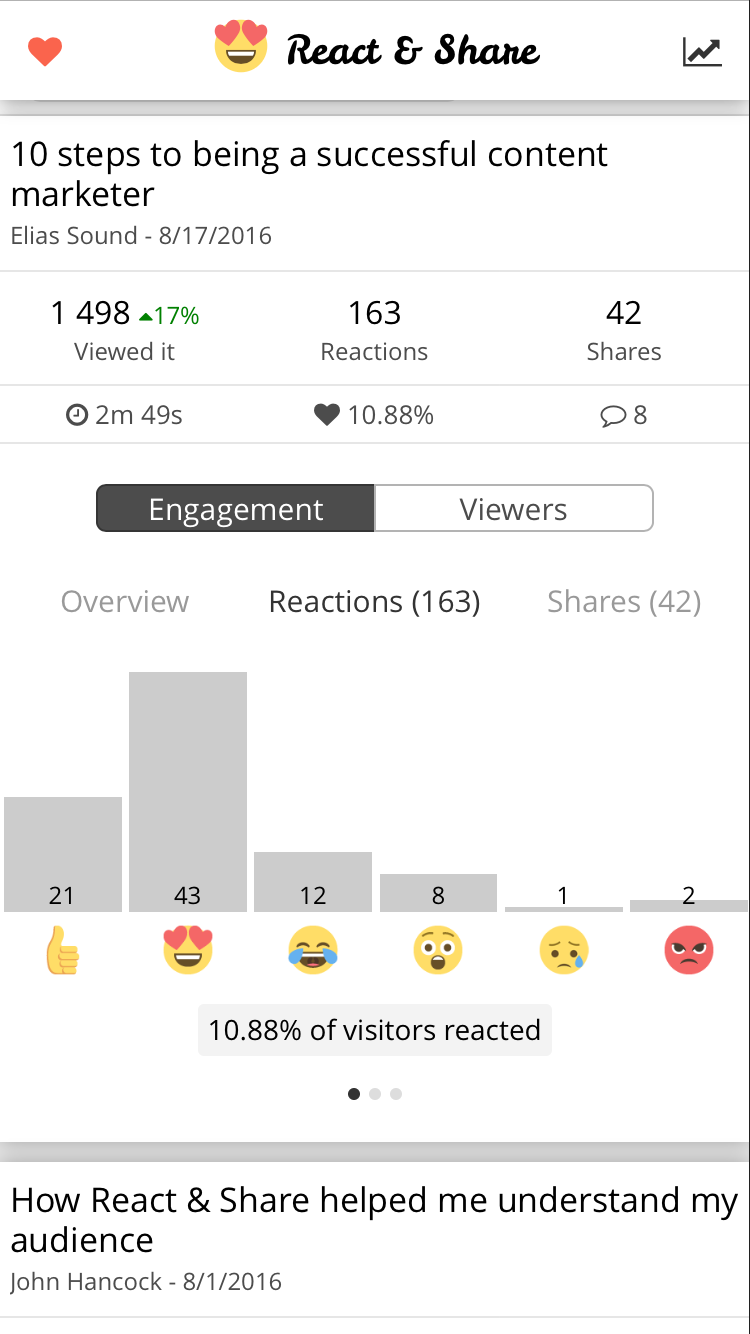 React & Share
10 steps to being a successful content
marketer
Elias Sound - 8/17/2016
1 498 17%
163
42
Viewed it
Reactions
Shares
2m 49s
10.88%
8
Engagement
Viewers
Overview
Reactions (163)
Shares (42)
21
43
12
8
1
2
10.88% of visitors reacted
How React & Share helped me understand my
audience
John Hancock - 8/1/2016